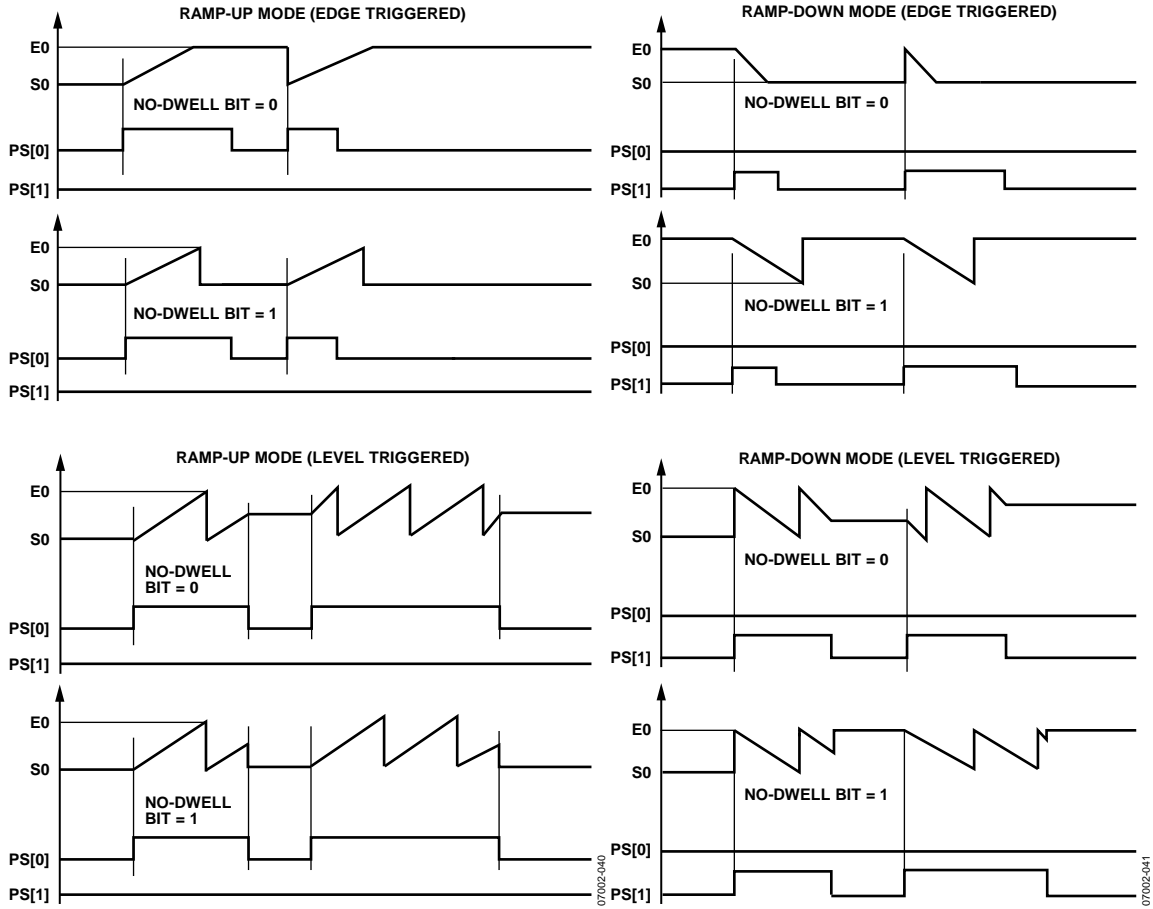 RAMP-UP MODE (EDGE TRIGGERED)
E0
S0
NO-DWELL BIT = 0
PS[0]
PS[1]
E0
S0
NO-DWELL BIT = 1
PS[0]
PS[1]
RAMP-DOWN MODE (EDGE TRIGGERED)
E0
S0
NO-DWELL BIT = 0
PS[0]
PS[1]
E0
S0
NO-DWELL BIT = 1
PS[0]
PS[1]
RAMP-UP MODE (LEVEL TRIGGERED)
E0
S0
NO-DWELL
BIT = 0
PS[0]
PS[1]
E0
S0
NO-DWELL
BIT = 1
PS[0]
PS[1]
07002-040
RAMP-DOWN MODE (LEVEL TRIGGERED)
E0
S0
NO-DWELL BIT = 0
PS[0]
PS[1]
E0
S0
NO-DWELL BIT = 1
PS[0]
PS[1]
07002-041